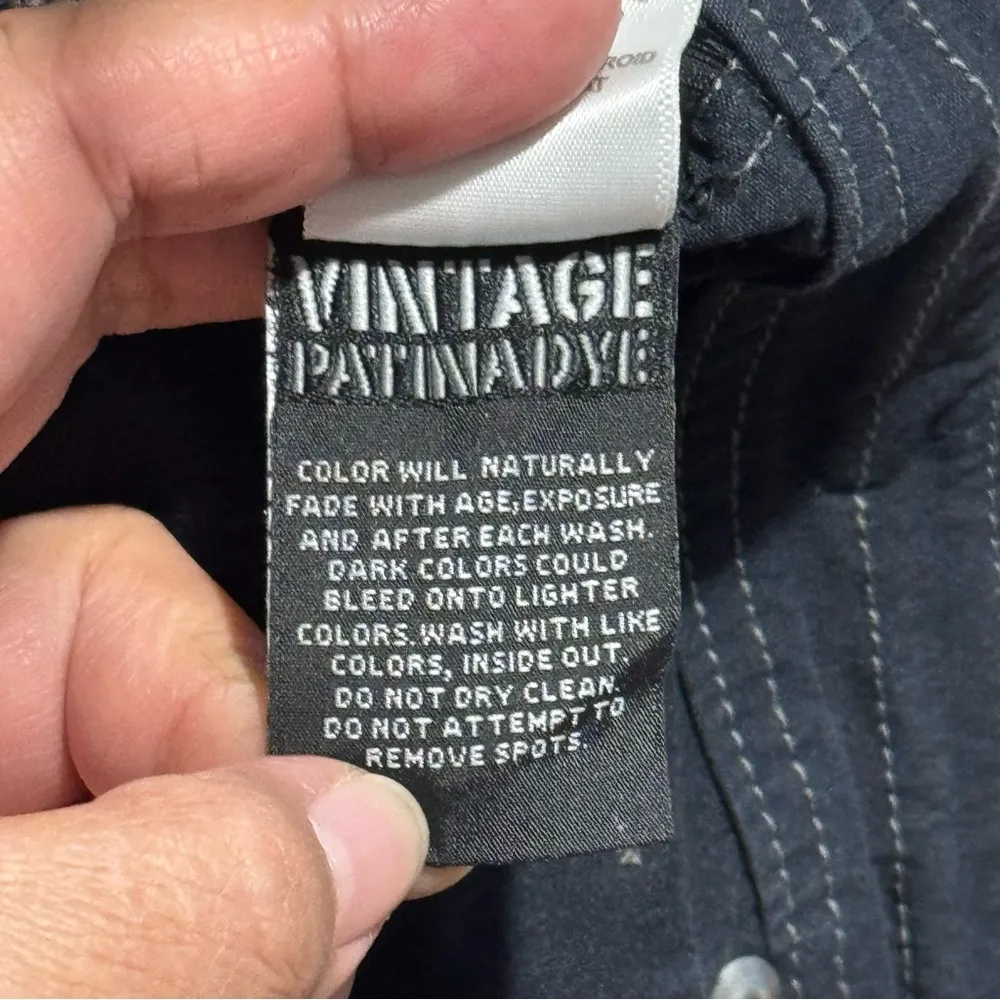 VINTAGE
PATINADYE
COLOR WILL NATURALLY
FADE WITH AGE,EXPOSURE
AND AFTER EACH WASH.
DARK COLORS COULD
BLEED ONTO LIGHTER
COLORS.WASH WITH LIKE
COLORS, INSIDE OUT.
DO NOT DRY CLEAN.
DO NOT ATTEMPT TO
REMOVE SPOTS.